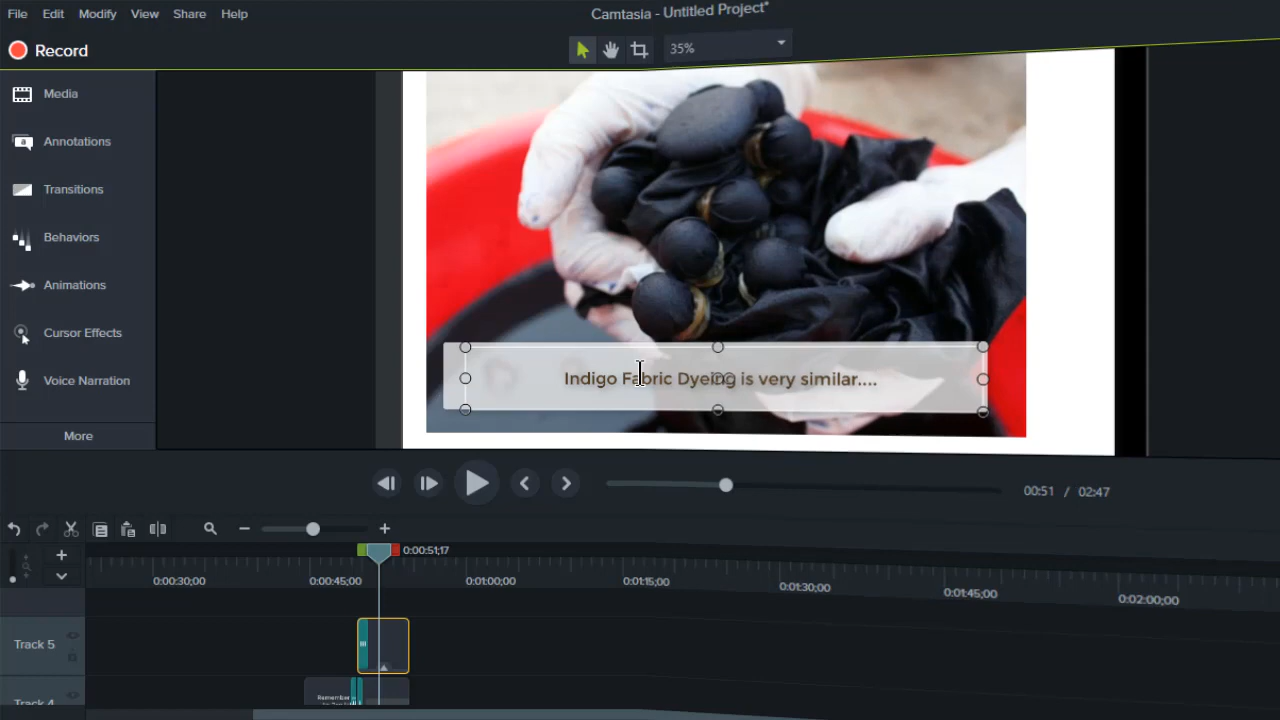 File Edit Modify View Share Help
Camtasia - Untitled Project*
Record
35%
Media
Annotations
Transitions
Behaviors
Animations
Cursor Effects
Voice Narration
More
Indigo Fabric Dyeing is very similar....
00:51 / 02:47
0:00:51;17
0:00:30;00 0:00:45;00 0:01:00;00 0:01:15;00 0:01:30;00 0:01:45;00 0:02:00;00
Track 5
Track 4
Remember